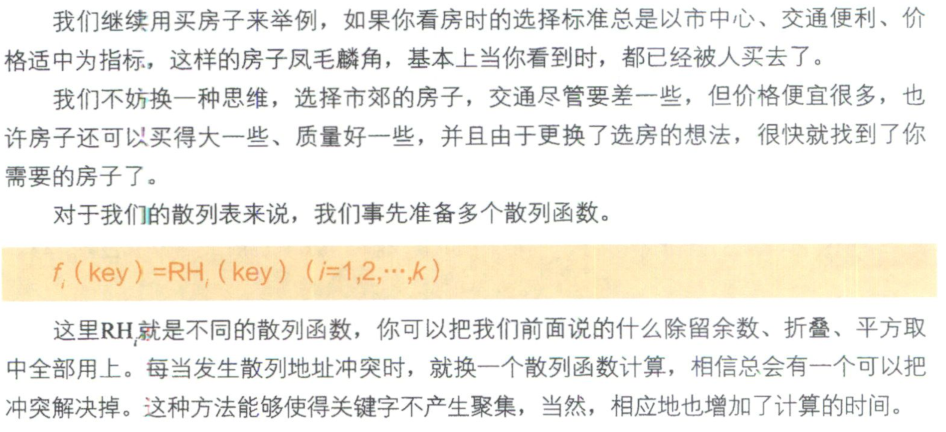 我们继续用买房子来举例，如果你看房时的选择标准总是以市中心、交通便利、价
格适中为指标，这样的房子凤毛麟角，基本上当你看到时，都已经被人买去了。
我们不妨换一种思维，选择市郊的房子，交通尽管要差一些，但价格便宜很多，也
许房子还可以买得大一些、质量好一些，并且由于更换了选房的想法，很快就找到了你
需要的房子了。
对于我们的散列表来说，我们事先准备多个散列函数。
fᵢ（key）=RHᵢ（key）（i=1,2,⋯,k）
这里RHᵢ就是不同的散列函数，你可以把我们前面说的什么除留余数、折叠、平方取
中全部用上。每当发生散列地址冲突时，就换一个散列函数计算，相信总会有一个可以把
冲突解决掉。这种方法能够使得关键字不产生聚集，当然，相应地也增加了计算的时间。